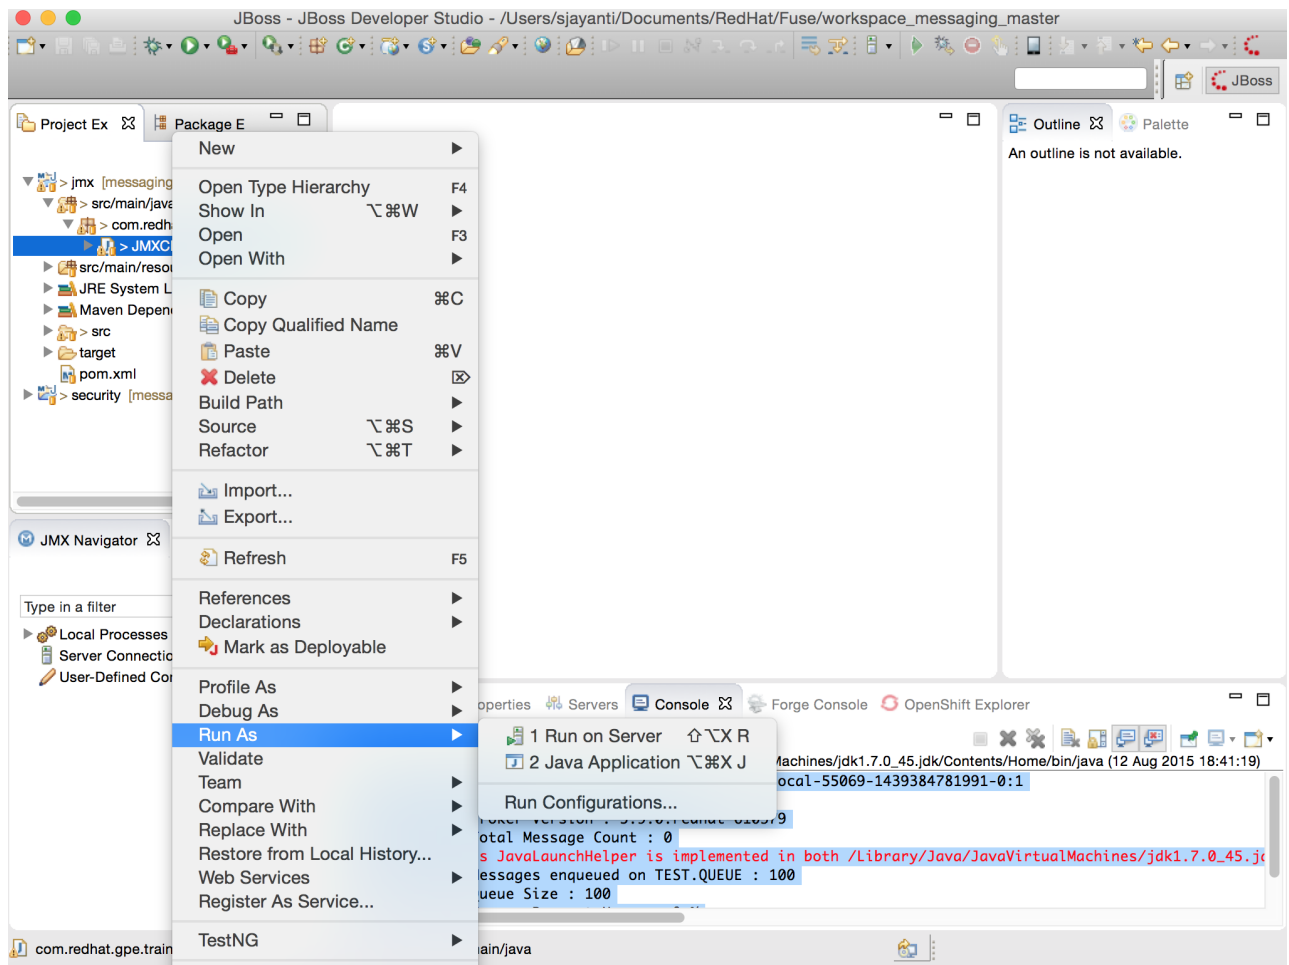 JBoss - JBoss Developer Studio - /Users/sjayanti/Documents/RedHat/Fuse/workspace_messaging_master
JBoss
Project Ex
Package E
Outline
Palette
An outline is not available.
> jmx [messaging
> src/main/java
> com.redh
> JMXCl
src/main/resou
JRE System L
Maven Depen
> src
target
pom.xml
> security [messa
New
Open Type Hierarchy F4
Show In ⌥⌘W
Open F3
Open With
Copy ⌘C
Copy Qualified Name
Paste ⌘V
Delete ⌦
Build Path
Source ⌥⌘S
Refactor ⌥⌘T
Import...
Export...
Refresh F5
References
Declarations
Mark as Deployable
Profile As
Debug As
Run As
Validate
Team
Compare With
Replace With
Restore from Local History...
Web Services
Register As Service...
TestNG
1 Run on Server ⇧⌥X R
2 Java Application ⌥⌘X J
Run Configurations...
JMX Navigator
Type in a filter
Local Processes
Server Connectio
User-Defined Co
operties
Servers
Console
Forge Console
OpenShift Explorer
Machines/jdk1.7.0_45.jdk/Contents/Home/bin/java (12 Aug 2015 18:41:19)
ocal-55069-1439384781991-0:1
otal Message Count : 0
s JavaLaunchHelper is implemented in both /Library/Java/JavaVirtualMachines/jdk1.7.0_45.jd
essages enqueued on TEST.QUEUE : 100
ueue Size : 100
com.redhat.gpe.train
ain/java